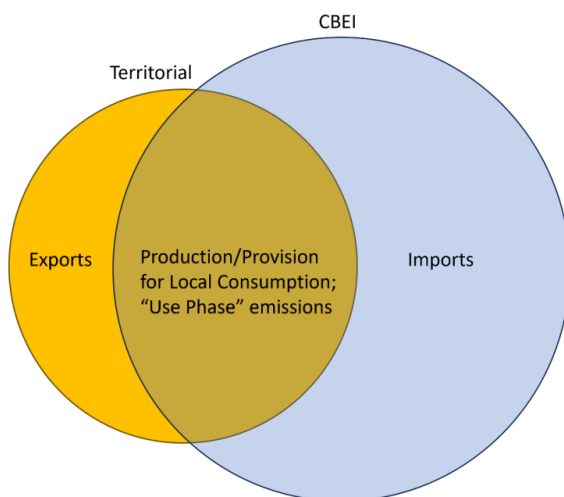 CBEI
Territorial
Exports
Production/Provision
for Local Consumption;
“Use Phase” emissions
Imports